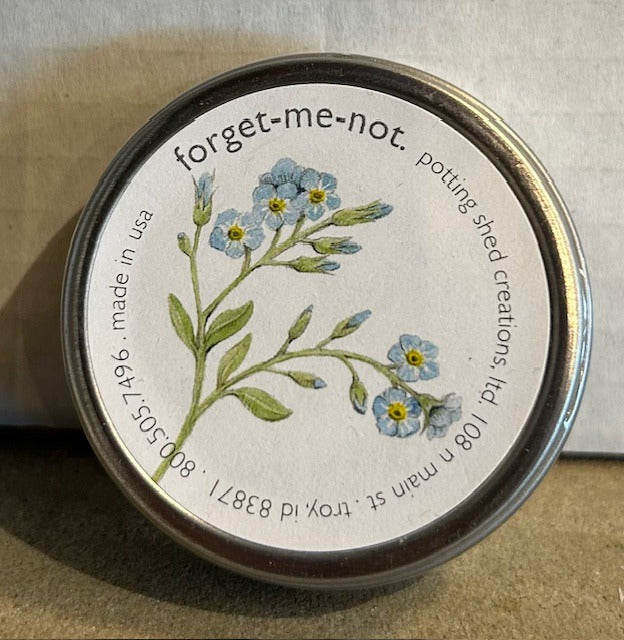 forget-me-not.
potting shed creations, ltd. 108 n main st . troy, id 83871 . 800.505.7496 . made in usa